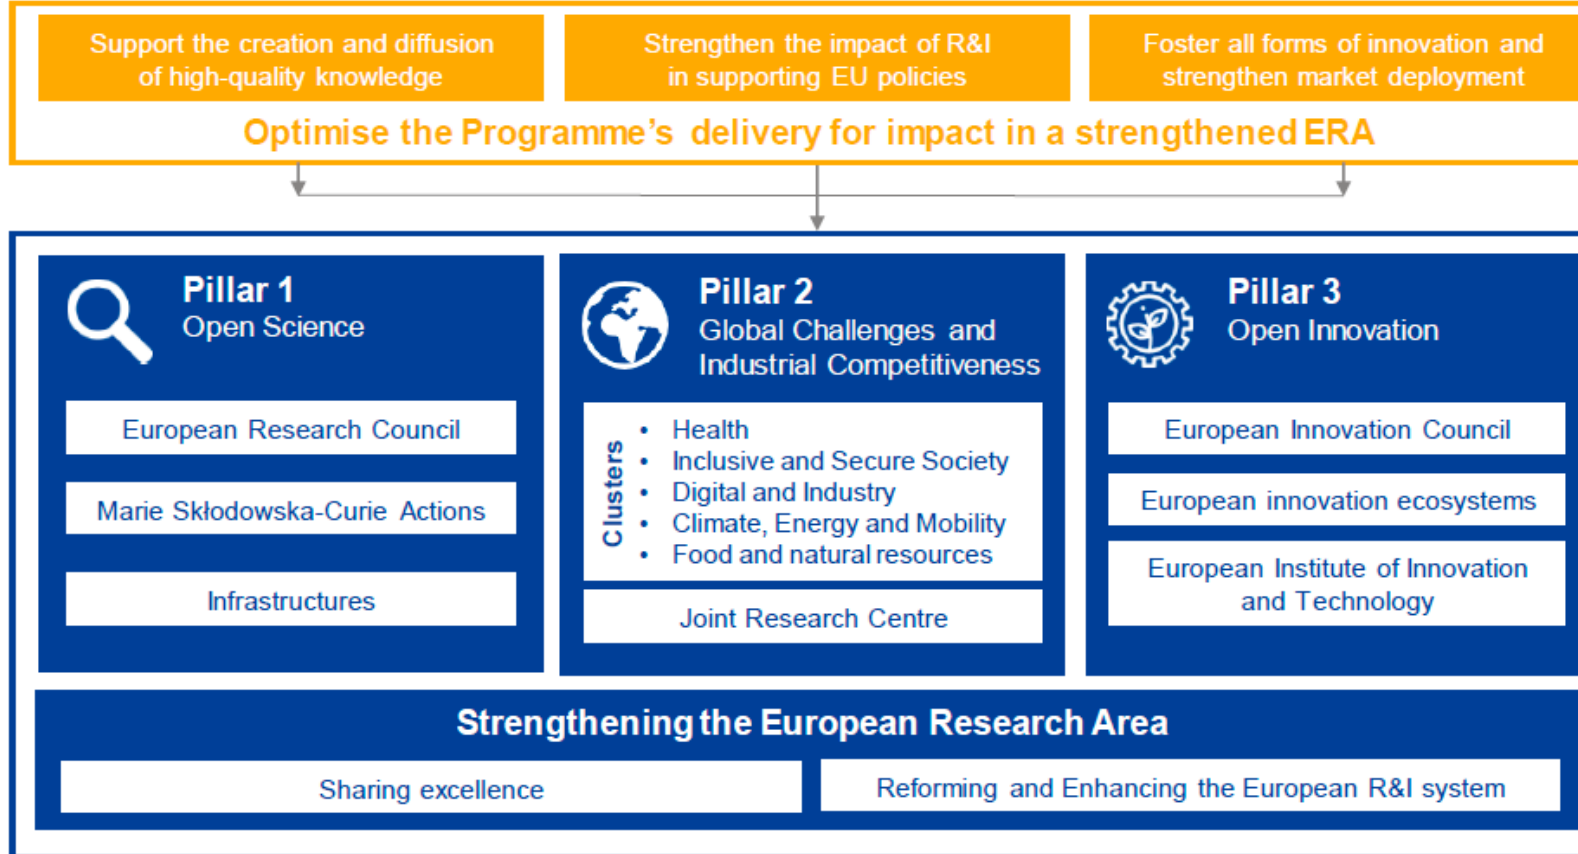 Support the creation and diffusion
of high-quality knowledge
Strengthen the impact of R&I
in supporting EU policies
Foster all forms of innovation and
strengthen market deployment
Optimise the Programme's delivery for impact in a strengthened ERA
Pillar 1
Open Science
European Research Council
Marie Skłodowska-Curie Actions
Infrastructures
Pillar 2
Global Challenges and
Industrial Competitiveness
Clusters
• Health
• Inclusive and Secure Society
• Digital and Industry
• Climate, Energy and Mobility
• Food and natural resources
Joint Research Centre
Pillar 3
Open Innovation
European Innovation Council
European innovation ecosystems
European Institute of Innovation
and Technology
Strengthening the European Research Area
Sharing excellence
Reforming and Enhancing the European R&I system